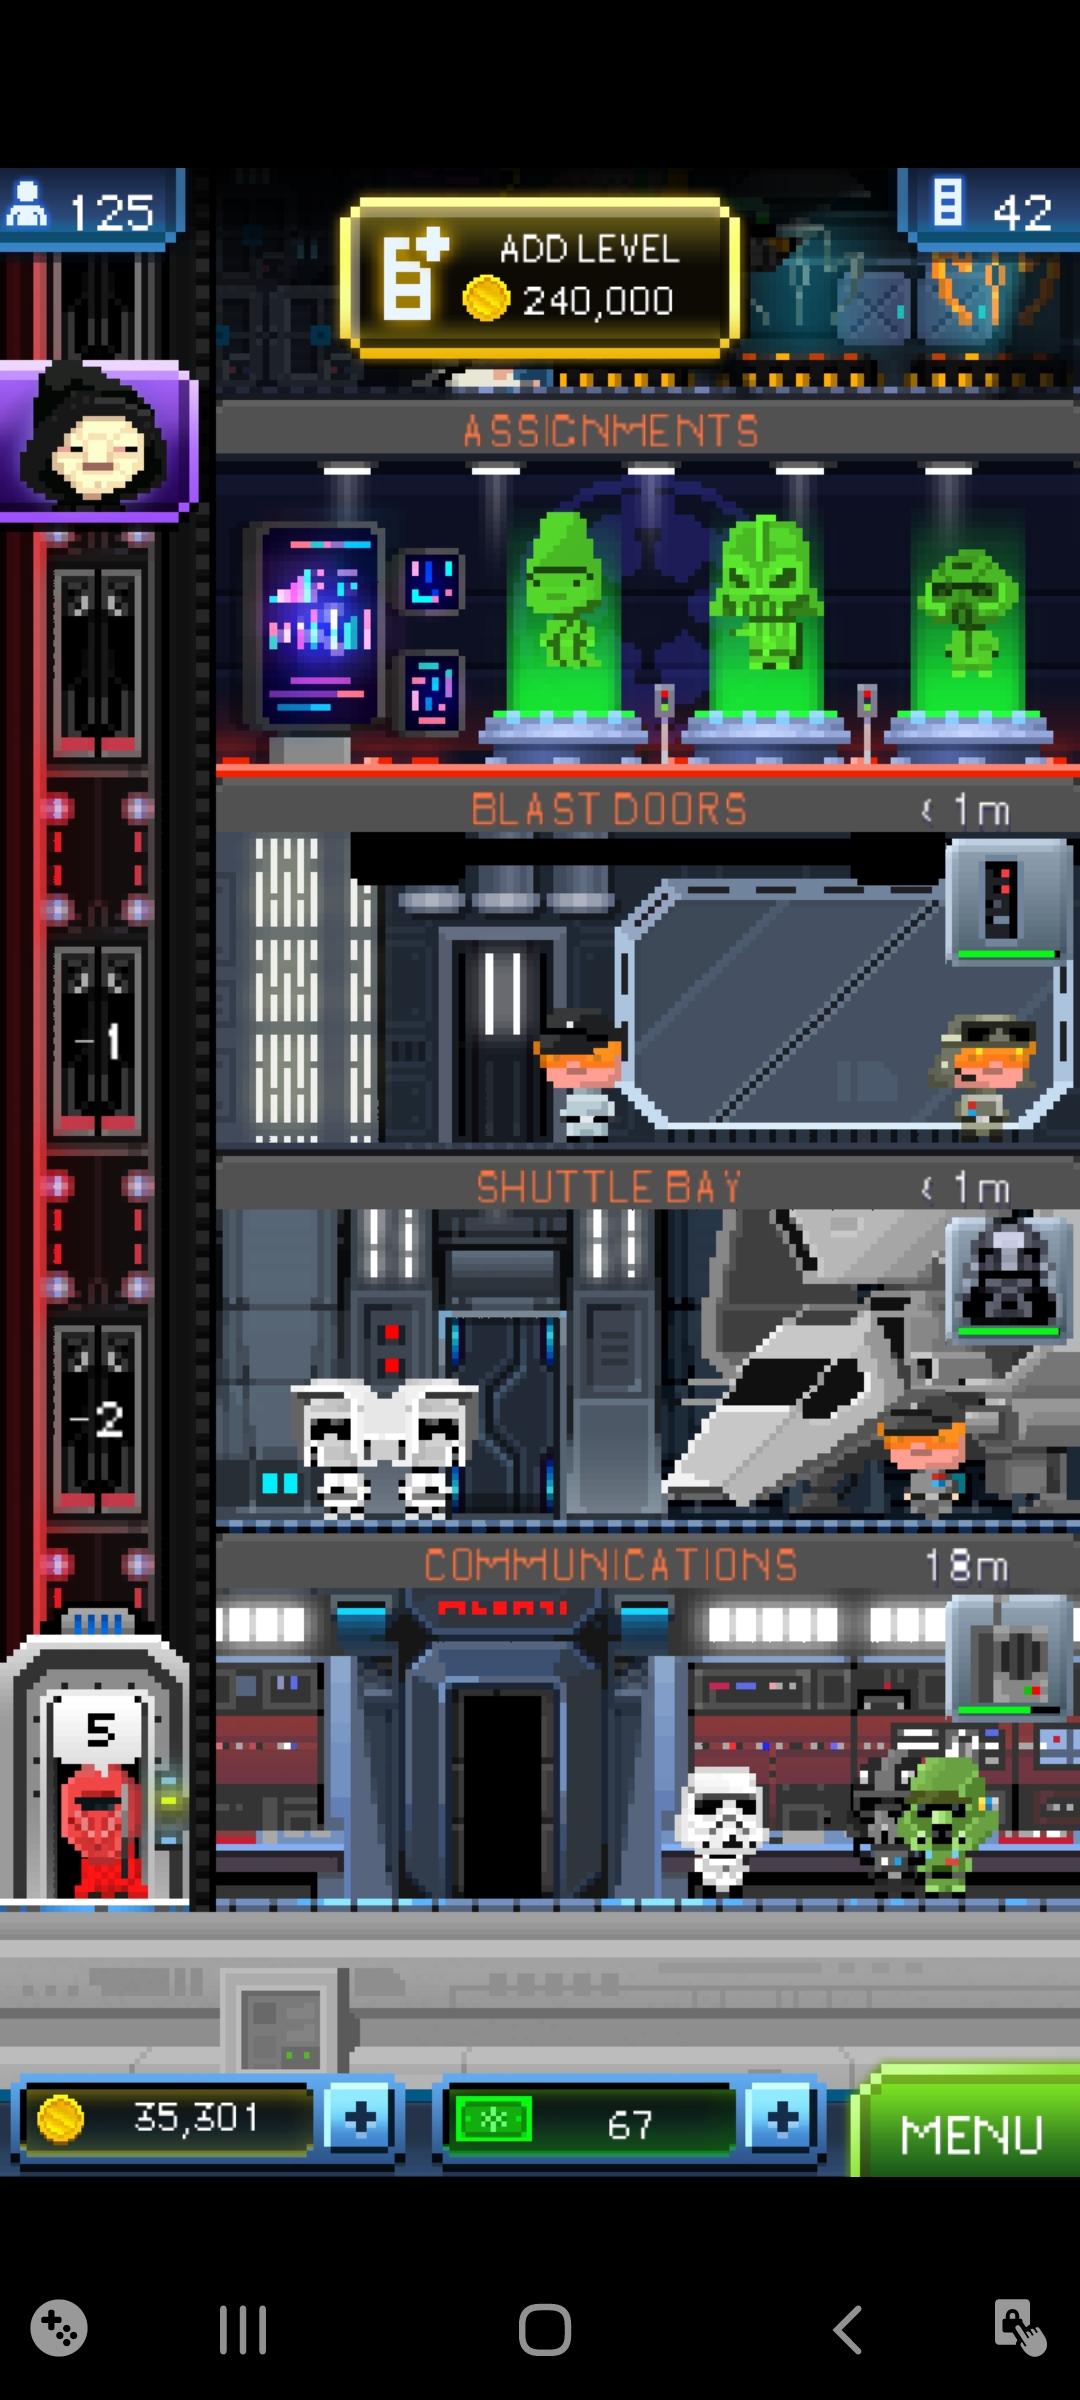 125
42
ADD LEVEL
240,000
ASSIGNMENTS
BLAST DOORS
< 1m
-1
SHUTTLE BAY
< 1m
-2
COMMUNICATIONS
18m
5
35,301
67
MENU